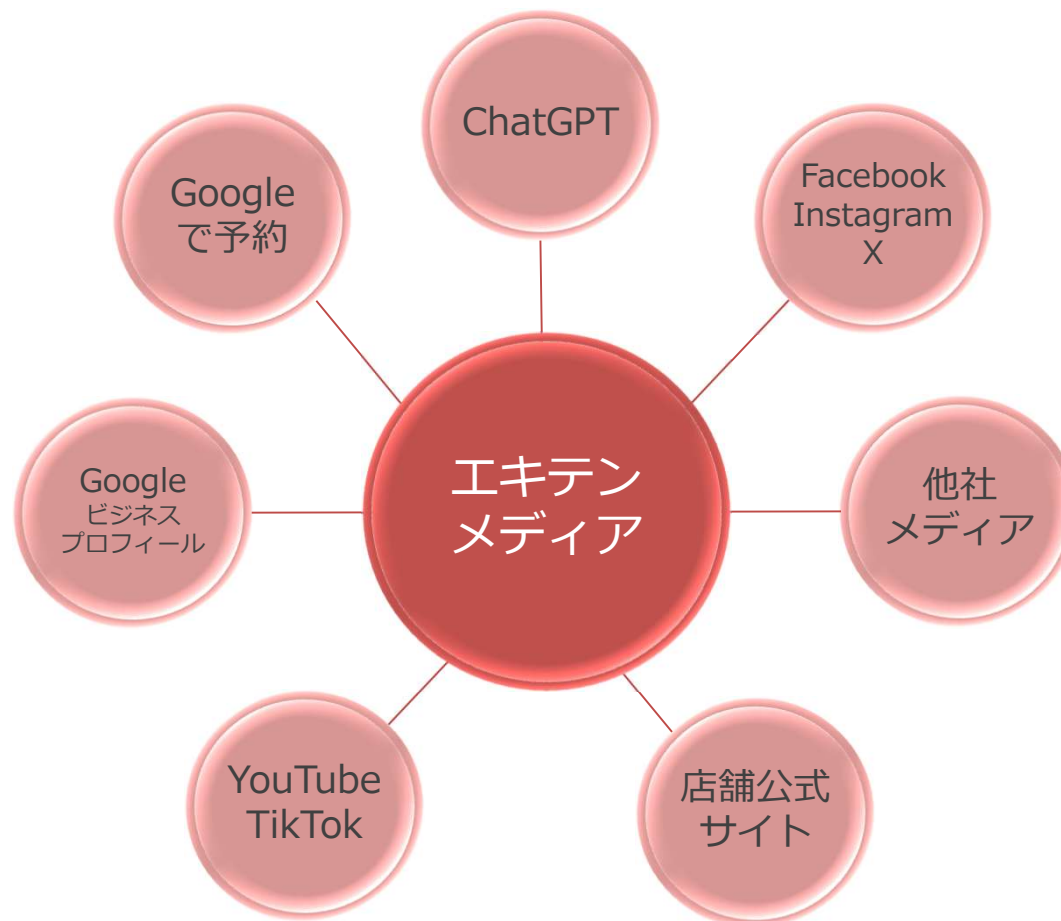 ChatGPT
Google
で予約
Facebook
Instagram
X
エキテン
メディア
Google
ビジネス
プロフィール
他社
メディア
YouTube
TikTok
店舗公式
サイト